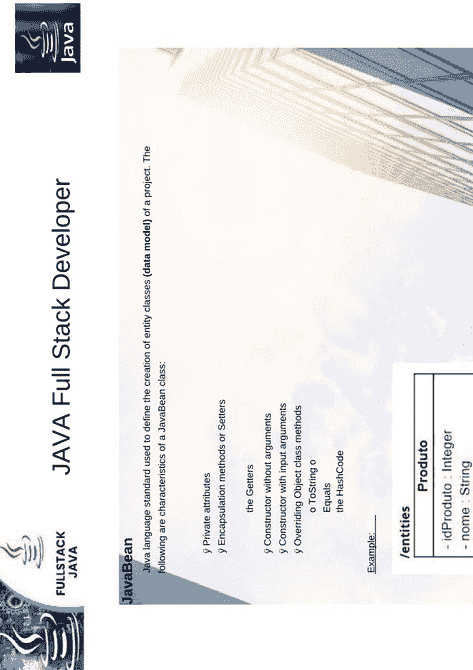 FULLSTACK
JAVA
JAVA Full Stack Developer
Java
JavaBean
Java language standard used to define the creation of entity classes (data model) of a project. The
following are characteristics of a JavaBean class:
ÿ Private attributes
ÿ Encapsulation methods or Setters
the Getters
ÿ Constructor without arguments
ÿ Constructor with input arguments
ÿ Overriding Object class methods
o ToString o
Equals
the HashCode
Example:
/entities
Produto
- idProduto : Integer
- nome : String